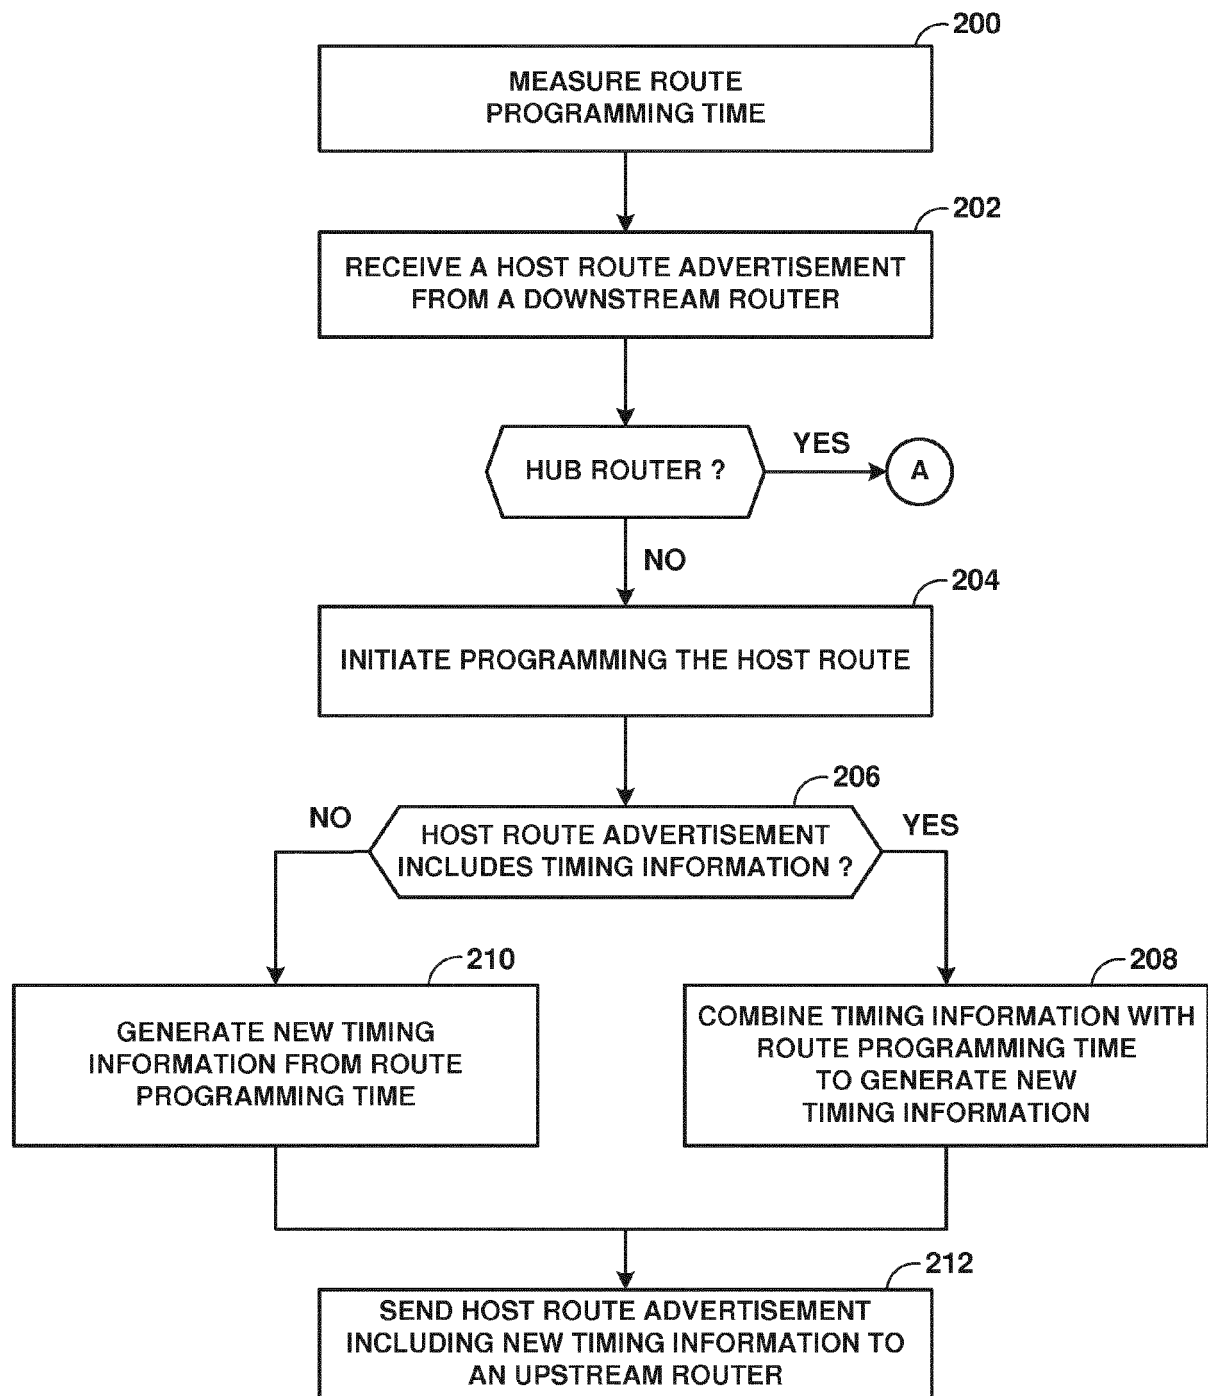 200
MEASURE ROUTE
PROGRAMMING TIME
202
RECEIVE A HOST ROUTE ADVERTISEMENT
FROM A DOWNSTREAM ROUTER
HUB ROUTER ?
YES
A
NO
204
INITIATE PROGRAMMING THE HOST ROUTE
206
NO
HOST ROUTE ADVERTISEMENT
INCLUDES TIMING INFORMATION ?
YES
210
GENERATE NEW TIMING
INFORMATION FROM ROUTE
PROGRAMMING TIME
208
COMBINE TIMING INFORMATION WITH
ROUTE PROGRAMMING TIME
TO GENERATE NEW
TIMING INFORMATION
212
SEND HOST ROUTE ADVERTISEMENT
INCLUDING NEW TIMING INFORMATION TO
AN UPSTREAM ROUTER